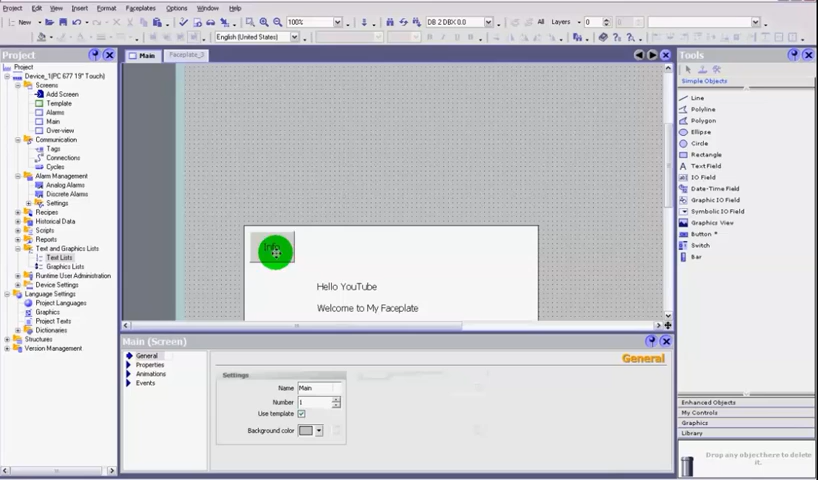 Project Edit View Insert Format Faceplates Options Window Help
New 100% DB 2 DBX 0.0 All Layers 0
English (United States)
Project
Main Faceplate_3
Tools
Project
Device_1(PC 677 19" Touch)
Screens
Add Screen
Template
Alarms
Main
Over-view
Communication
Tags
Connections
Cycles
Alarm Management
Analog Alarms
Discrete Alarms
Settings
Recipes
Historical Data
Scripts
Reports
Text and Graphics Lists
Text Lists
Graphics Lists
Runtime User Administration
Device Settings
Language Settings
Project Languages
Graphics
Project Texts
Dictionaries
Structures
Version Management
Info
Hello YouTube
Welcome to My Faceplate
Main (Screen)
General
Properties
Animations
Events
General
Settings
Name Main
Number 1
Use template
Background color
Simple Objects
Line
Polyline
Polygon
Ellipse
Circle
Rectangle
Text Field
IO Field
Date-Time Field
Graphic IO Field
Symbolic IO Field
Graphics View
Button
Switch
Bar
Enhanced Objects
My Controls
Graphics
Library
Drop any object here to delete
it.